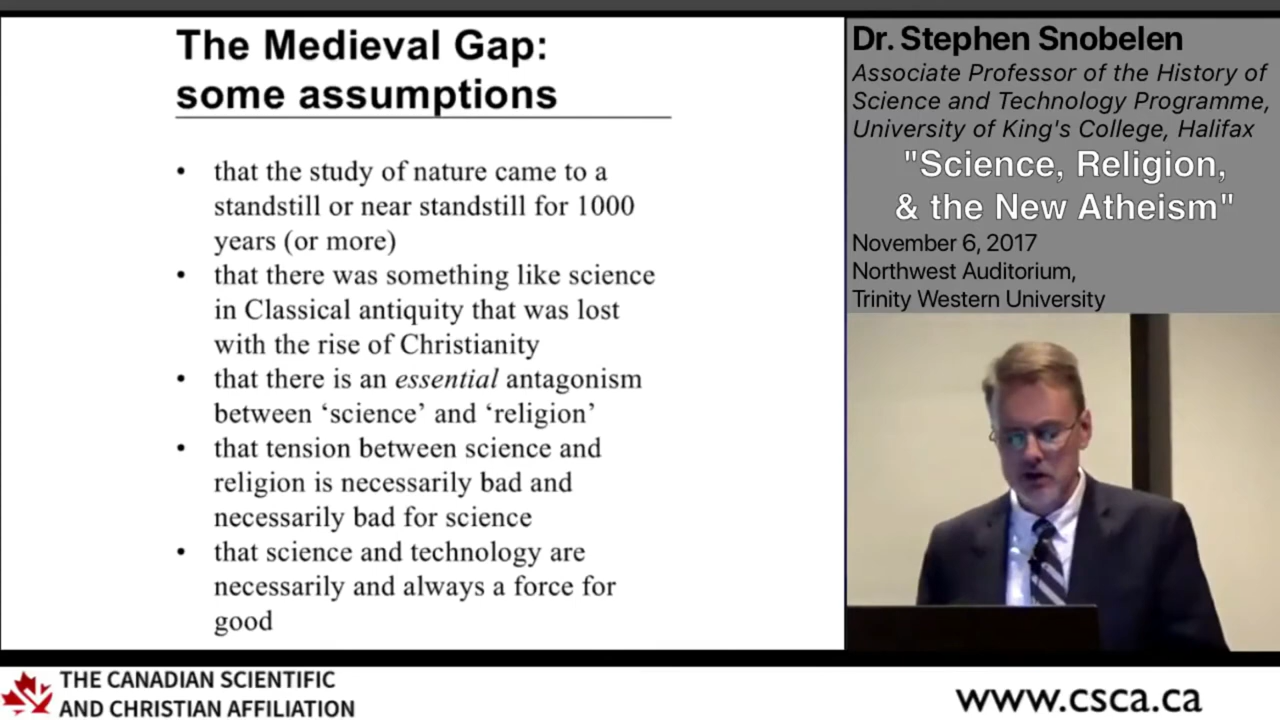 The Medieval Gap:
some assumptions
• that the study of nature came to a
standstill or near standstill for 1000
years (or more)
• that there was something like science
in Classical antiquity that was lost
with the rise of Christianity
• that there is an essential antagonism
between ‘science’ and ‘religion’
• that tension between science and
religion is necessarily bad and
necessarily bad for science
• that science and technology are
necessarily and always a force for
good
Dr. Stephen Snobelen
Associate Professor of the History of
Science and Technology Programme,
University of King's College, Halifax
"Science, Religion,
& the New Atheism"
November 6, 2017
Northwest Auditorium,
Trinity Western University
THE CANADIAN SCIENTIFIC
AND CHRISTIAN AFFILIATION
www.csca.ca